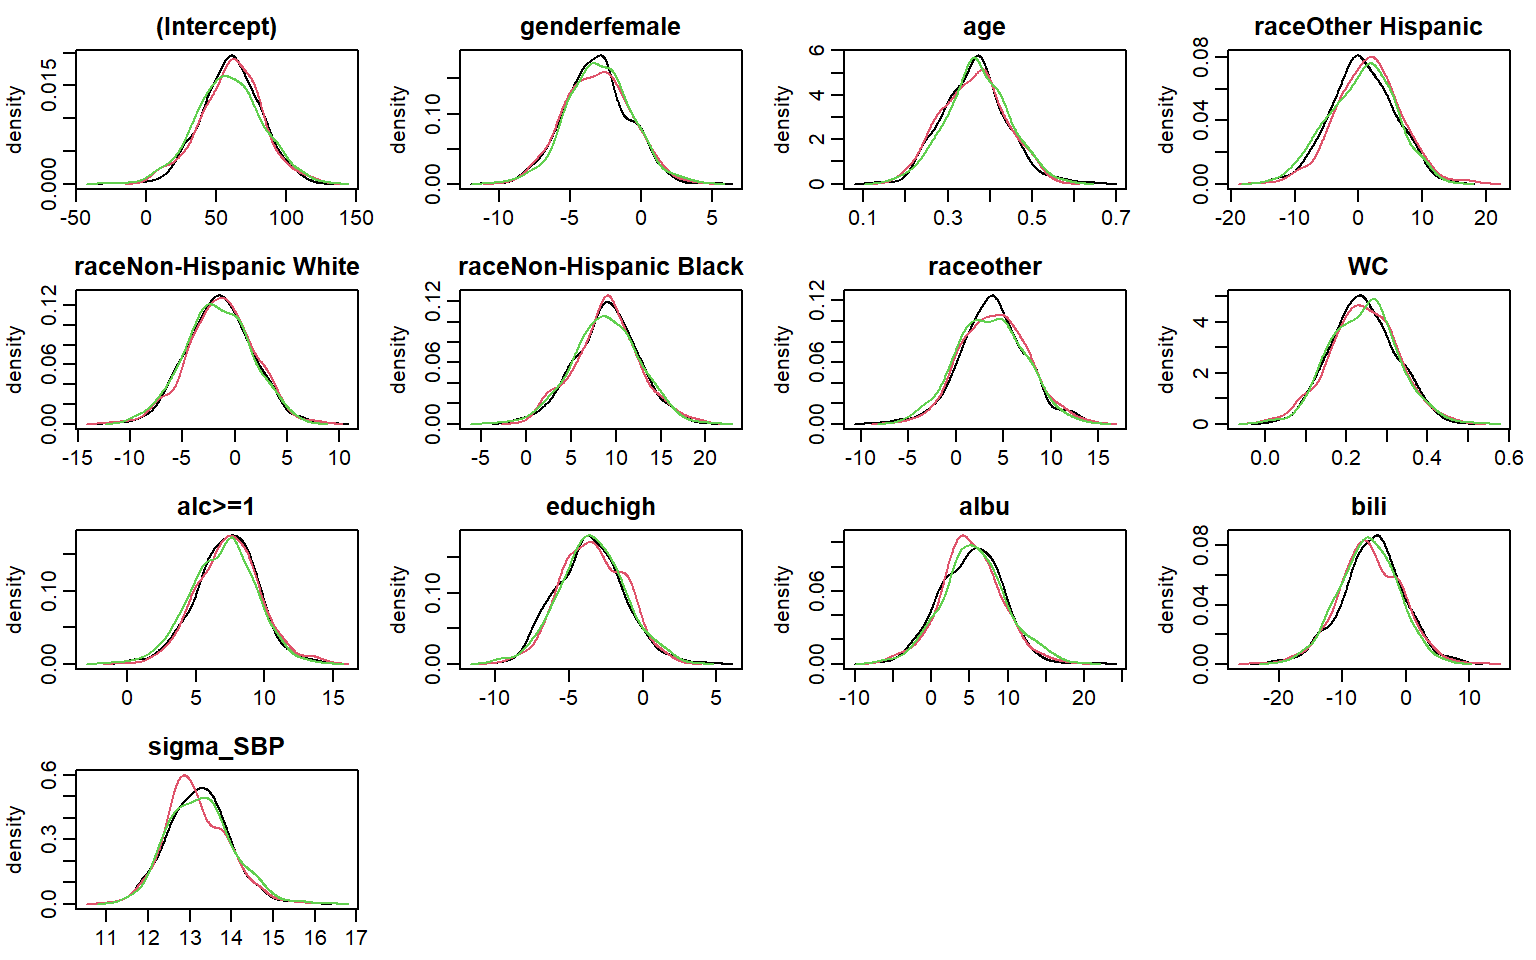 (Intercept) genderfemale age raceOther Hispanic
density 0.000 0.015 density 0.00 0.10 density 0 2 4 6 density 0.00 0.04 0.08
-50 0 50 100 150 -10 -5 0 5 0.1 0.3 0.5 0.7 -20 -10 0 10 20
raceNon-Hispanic White raceNon-Hispanic Black raceother WC
density 0.00 0.06 0.12 density 0.00 0.06 0.12 density 0.00 0.06 0.12 density 0 2 4
-15 -10 -5 0 5 10 -5 0 5 10 15 20 -10 -5 0 5 10 15 0.0 0.2 0.4 0.6
alc>=1 educhigh albu bili
density 0.00 0.10 density 0.00 0.10 density 0.00 0.06 density 0.00 0.04 0.08
0 5 10 15 -10 -5 0 5 -10 0 5 10 20 -20 -10 0 10
sigma_SBP
density 0.0 0.3 0.6
11 12 13 14 15 16 17